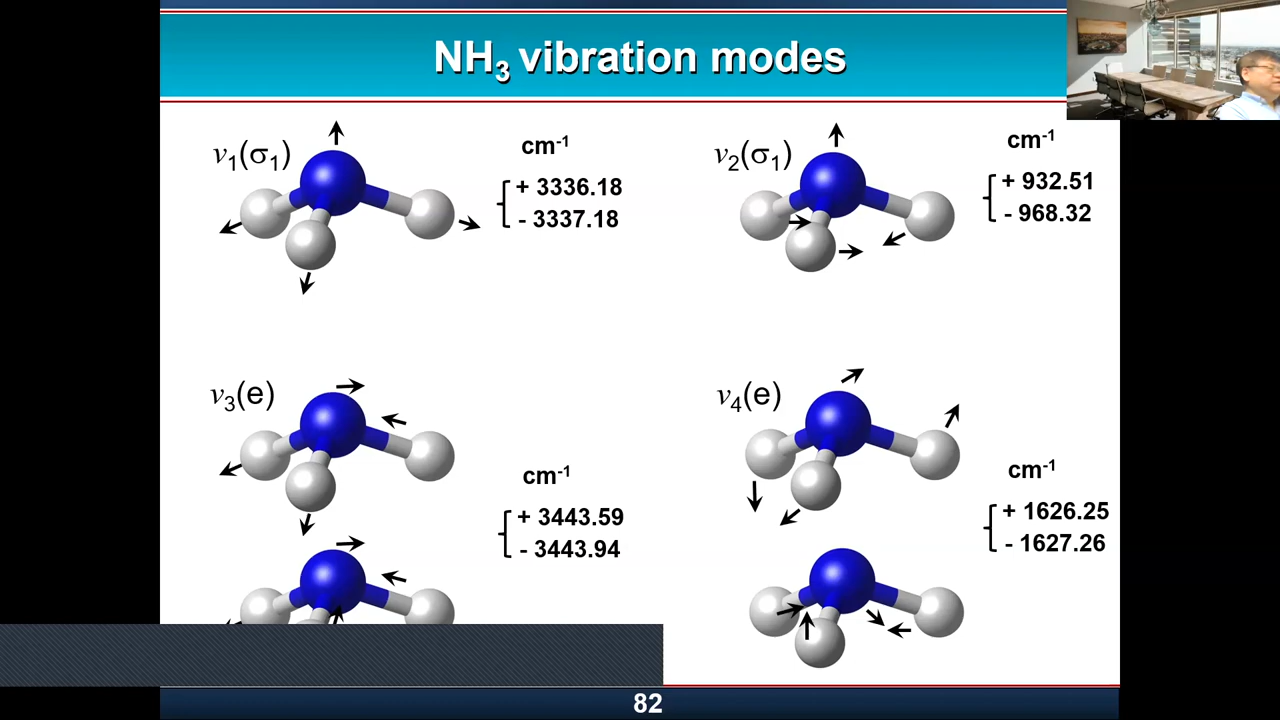 NH₃ vibration modes
ν₁(σ₁)
cm⁻¹
+ 3336.18
- 3337.18
ν₂(σ₁)
cm⁻¹
+ 932.51
- 968.32
ν₃(e)
cm⁻¹
+ 3443.59
- 3443.94
ν₄(e)
cm⁻¹
+ 1626.25
- 1627.26
82